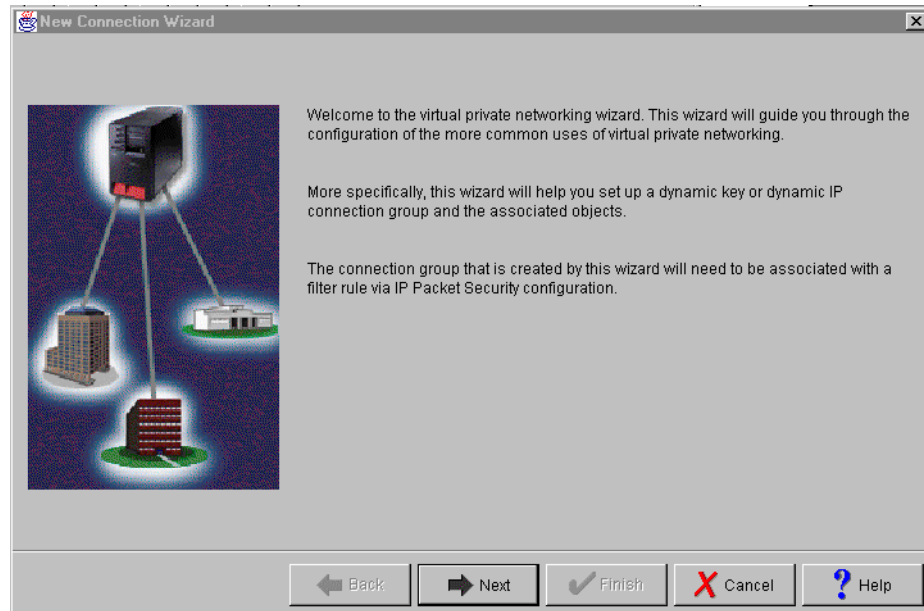 New Connection Wizard
Welcome to the virtual private networking wizard. This wizard will guide you through the
configuration of the more common uses of virtual private networking.
More specifically, this wizard will help you set up a dynamic key or dynamic IP
connection group and the associated objects.
The connection group that is created by this wizard will need to be associated with a
filter rule via IP Packet Security configuration.
Back
Next
Finish
Cancel
? Help